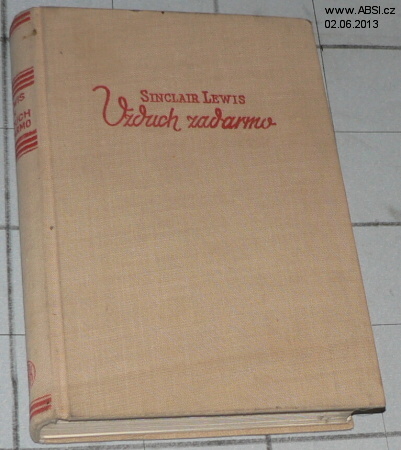 www.ABSI.cz
02.06.2013
SINCLAIR LEWIS
Vzduch zadarmo